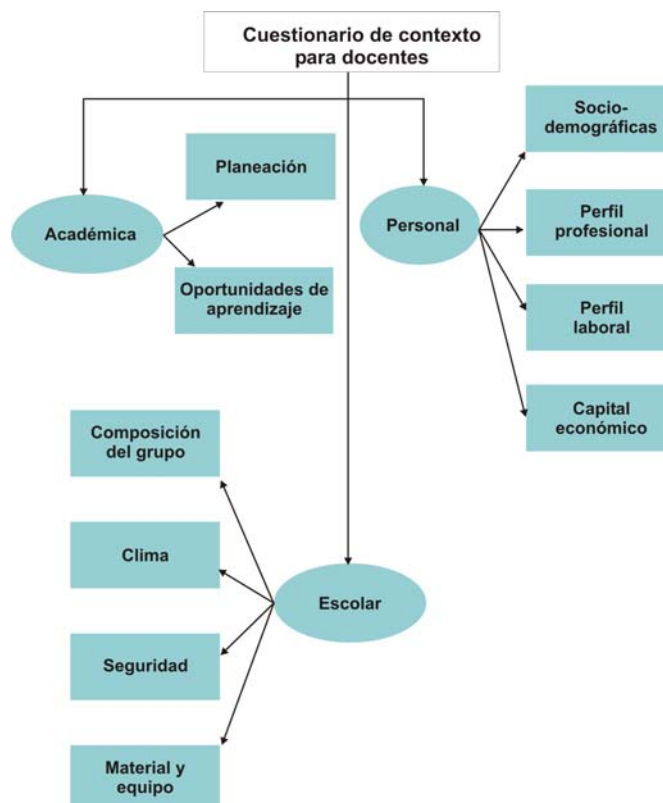 Cuestionario de contexto
para docentes
Académica
Planeación
Oportunidades de
aprendizaje
Personal
Socio-
demográficas
Perfil
profesional
Perfil
laboral
Capital
económico
Escolar
Composición
del grupo
Clima
Seguridad
Material y
equipo